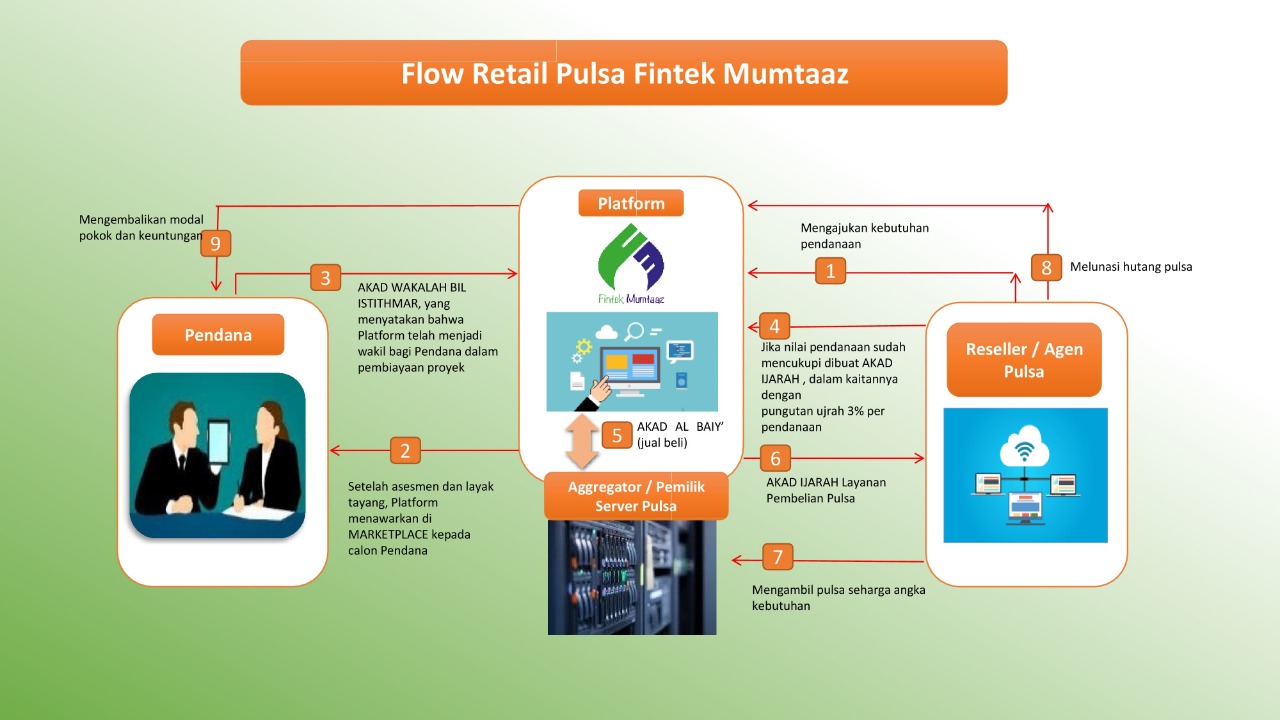 Flow Retail Pulsa Fintek Mumtaaz
Mengembalikan modal
pokok dan keuntungan
9
3
AKAD WAKALAH BIL
ISTITHMAR, yang
menyatakan bahwa
Platform telah menjadi
wakil bagi Pendana dalam
pembiayaan proyek
Pendana
2
Setelah asesmen dan layak
tayang, Platform
menawarkan di
MARKETPLACE kepada
calon Pendana
Platform
Fintek Mumtaaz
5
AKAD AL BAIY’
(jual beli)
Aggregator / Pemilik
Server Pulsa
Mengajukan kebutuhan
pendanaan
1
8
Melunasi hutang pulsa
4
Jika nilai pendanaan sudah
mencukupi dibuat AKAD
IJARAH , dalam kaitannya
dengan
pungutan ujrah 3% per
pendanaan
6
AKAD IJARAH Layanan
Pembelian Pulsa
7
Mengambil pulsa seharga angka
kebutuhan
Reseller / Agen
Pulsa